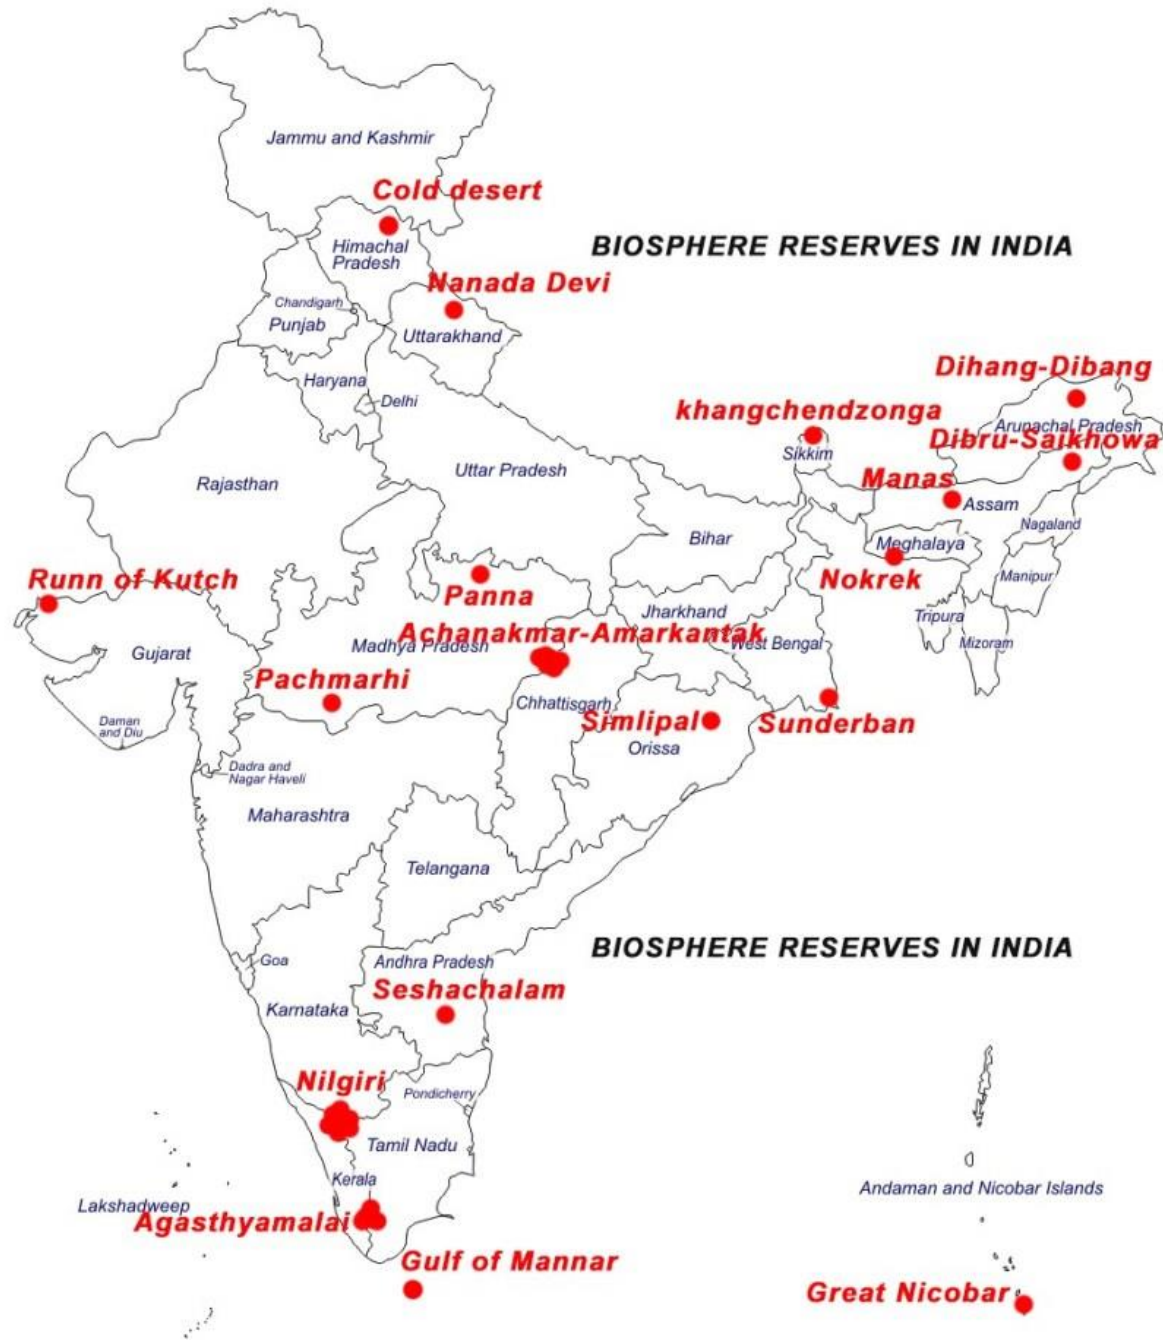 Jammu and Kashmir
Cold desert
BIOSPHERE RESERVES IN INDIA
Himachal
Pradesh
Nanada Devi
Chandigarh
Punjab
Uttarakhand
Dihang-Dibang
Haryana
Delhi
khangchendzonga
Arunachal Pradesh
Dibru-Saikhowa
Sikkim
Uttar Pradesh
Manas
Rajasthan
Assam
Nagaland
Bihar
Meghalaya
Runn of Kutch
Nokrek
Manipur
Panna
Jharkhand
Tripura
Achanakmar-Amarkantak
Madhya Pradesh
West Bengal
Mizoram
Gujarat
Pachmarhi
Chhattisgarh
Simlipal
Sunderban
Daman
and Diu
Orissa
Dadra and
Nagar Haveli
Maharashtra
Telangana
BIOSPHERE RESERVES IN INDIA
Goa
Andhra Pradesh
Seshachalam
Karnataka
Nilgiri
Pondicherry
Tamil Nadu
Kerala
Andaman and Nicobar Islands
Lakshadweep
Agasthyamalai
Gulf of Mannar
Great Nicobar